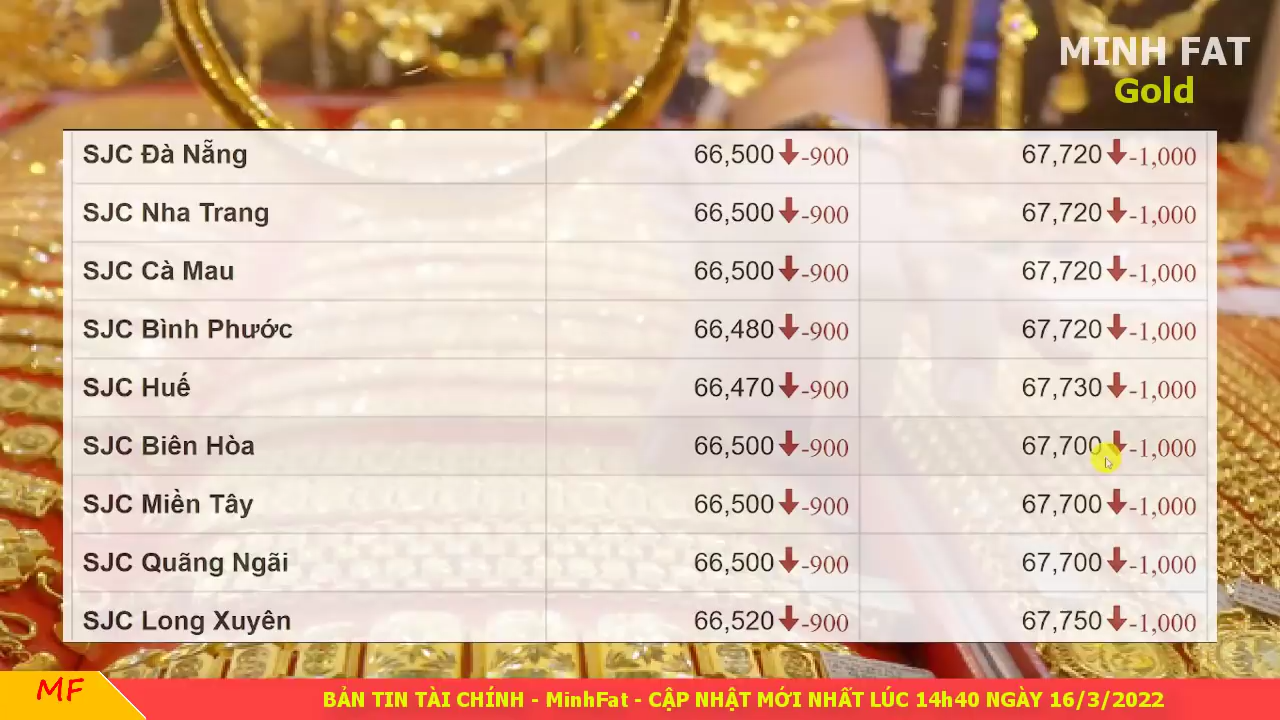 MINH FAT
Gold
SJC Đà Nẵng 66,500 -900 67,720 -1,000
SJC Nha Trang 66,500 -900 67,720 -1,000
SJC Cà Mau 66,500 -900 67,720 -1,000
SJC Bình Phước 66,480 -900 67,720 -1,000
SJC Huế 66,470 -900 67,730 -1,000
SJC Biên Hòa 66,500 -900 67,700 -1,000
SJC Miền Tây 66,500 -900 67,700 -1,000
SJC Quãng Ngãi 66,500 -900 67,700 -1,000
SJC Long Xuyên 66,520 -900 67,750 -1,000
MF BẢN TIN TÀI CHÍNH - MinhFat - CẬP NHẬT MỚI NHẤT LÚC 14h40 NGÀY 16/3/2022